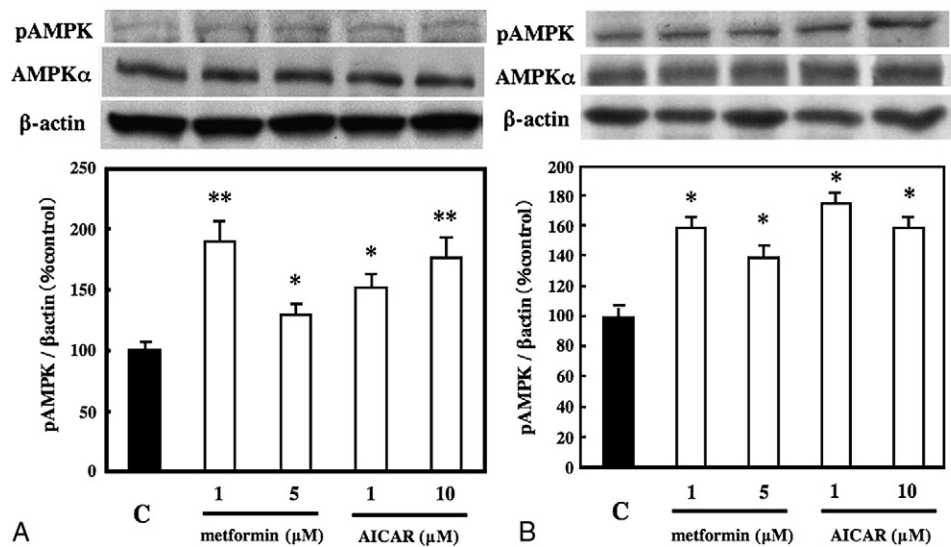 pAMPK
AMPKα
β-actin
pAMPK / βactin (%control)
250
200
150
100
50
0
** * * **
C 1 5 1 10
metformin (μM) AICAR (μM)
A
pAMPK
AMPKα
β-actin
pAMPK / βactin (%control)
200
180
160
140
120
100
80
60
40
20
0
* * * *
C 1 5 1 10
metformin (μM) AICAR (μM)
B